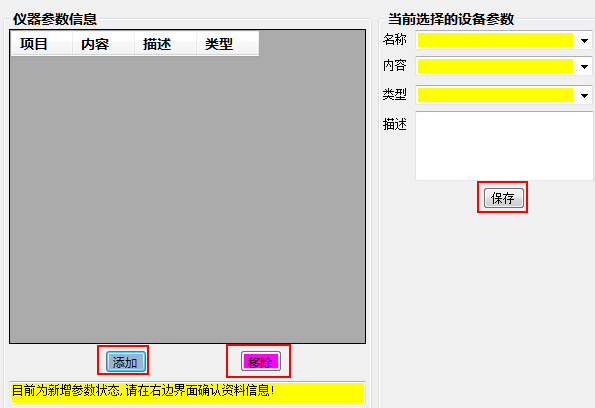 仪器参数信息
项目 内容 描述 类型
添加 移除
目前为新增参数状态,请在右边界面确认资料信息!
当前选择的设备参数
名称
内容
类型
描述
保存